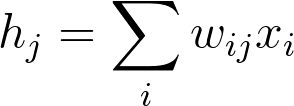 $h_j = \sum_i w_{ij} x_i$